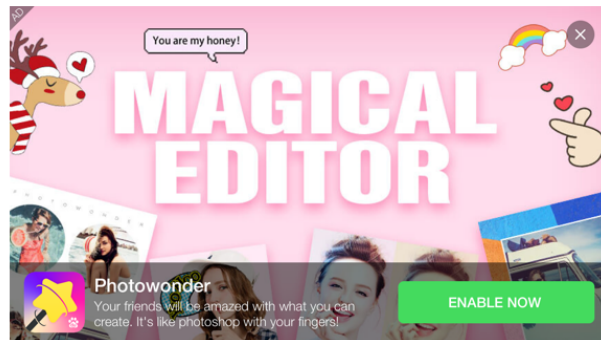 AD
You are my honey!
MAGICAL
EDITOR
PHOTOWONDER
Photowonder
Your friends will be amazed with what you can
create. It's like photoshop with your fingers!
ENABLE NOW